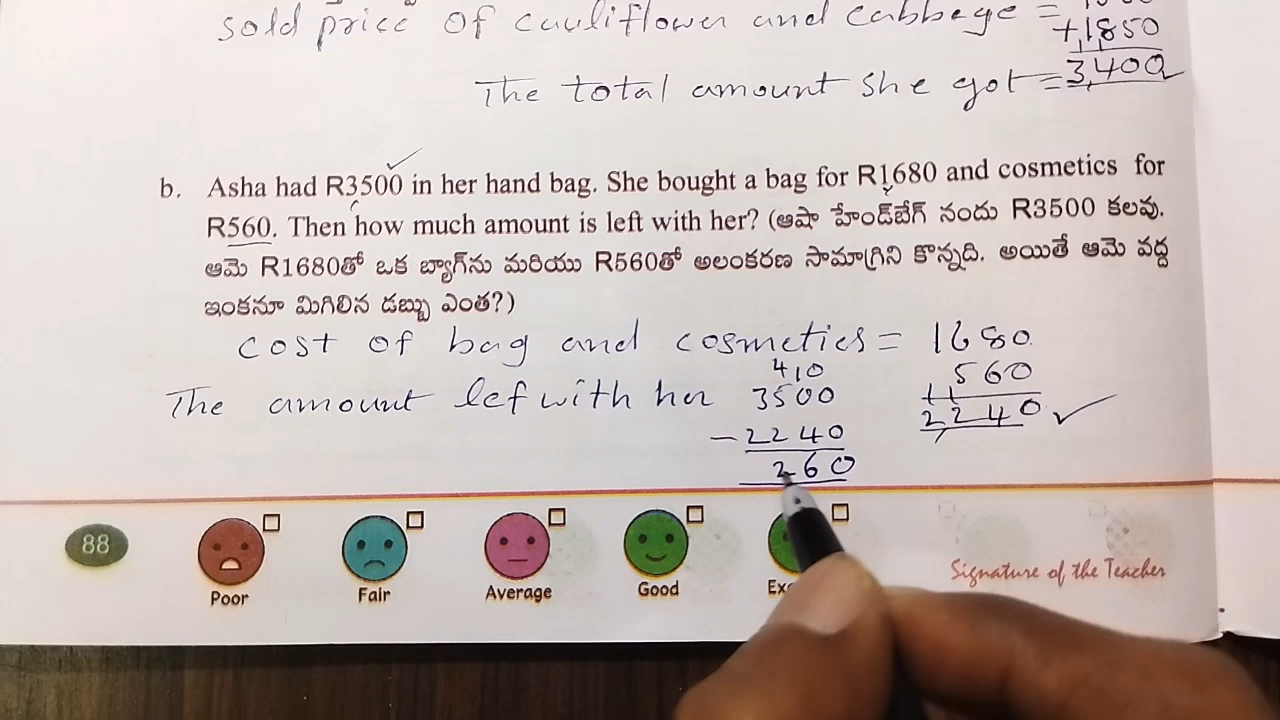 sold price of cauliflower and cabbage =
+1850
The total amount she got = 3,400
b. Asha had R3500 in her hand bag. She bought a bag for R1680 and cosmetics for
R560. Then how much amount is left with her? (ఆషా హేండ్‌బేగ్ నందు R3500 కలవు.
ఆమె R1680తో ఒక బ్యాగ్‌ను మరియు R560తో అలంకరణ సామాగ్రిని కొన్నది. అయితే ఆమె వద్ద
ఇంకనూ మిగిలిన డబ్బు ఎంత?)
cost of bag and cosmetics = 1680
410 560
The amount lef with her 3500
2,240
- 2240
260
88
Poor Fair Average Good
Signature of the Teacher